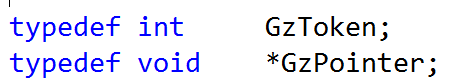 typedef int GzToken;
typedef void *GzPointer;